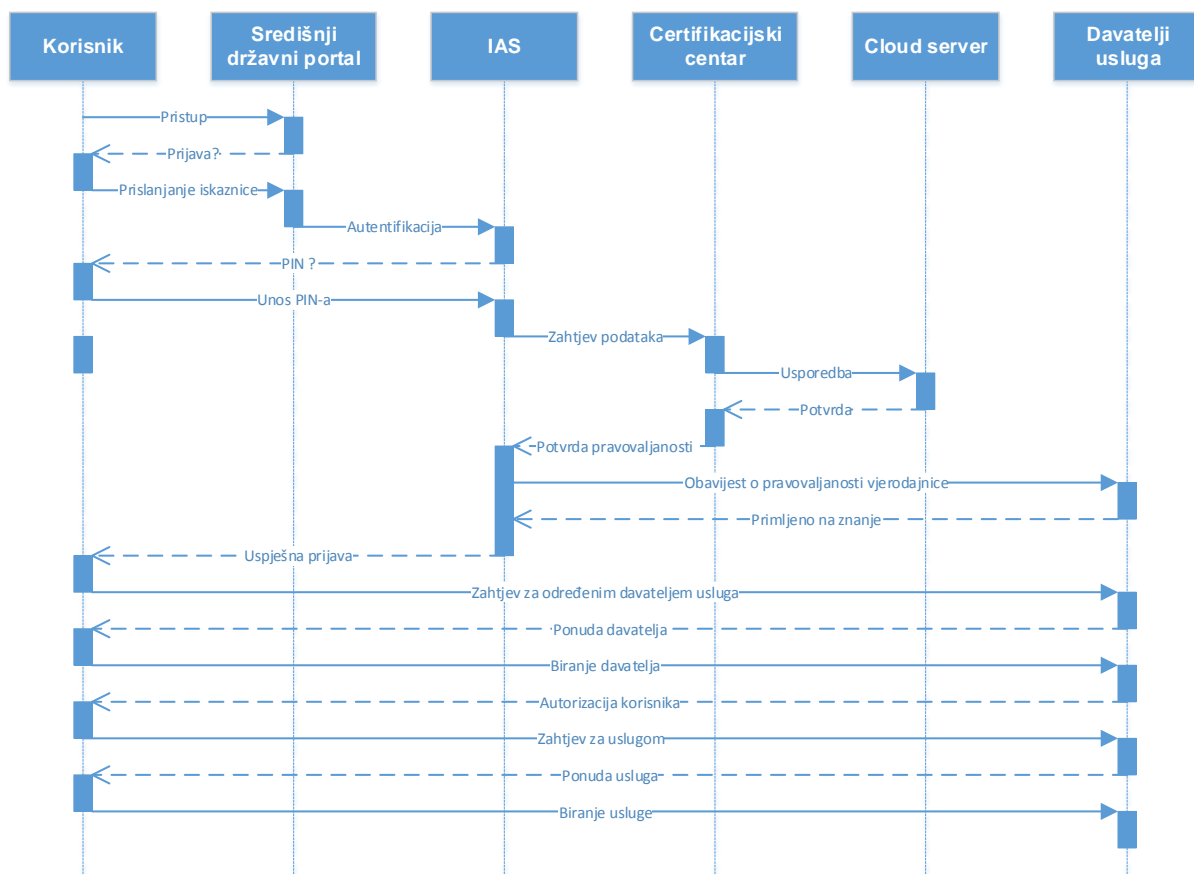 Korisnik
Središnji
državni portal
IAS
Certifikacijski
centar
Cloud server
Davatelji
usluga
Pristup
Prijava?
Prislanjanje iskaznice
Autentifikacija
PIN ?
Unos PIN-a
Zahtjev podataka
Usporedba
Potvrda
Potvrda pravovaljanosti
Obavijest o pravovaljanosti vjerodajnice
Primljeno na znanje
Uspješna prijava
Zahtjev za određenim davateljem usluga
Ponuda davatelja
Biranje davatelja
Autorizacija korisnika
Zahtjev za uslugom
Ponuda usluga
Biranje usluge